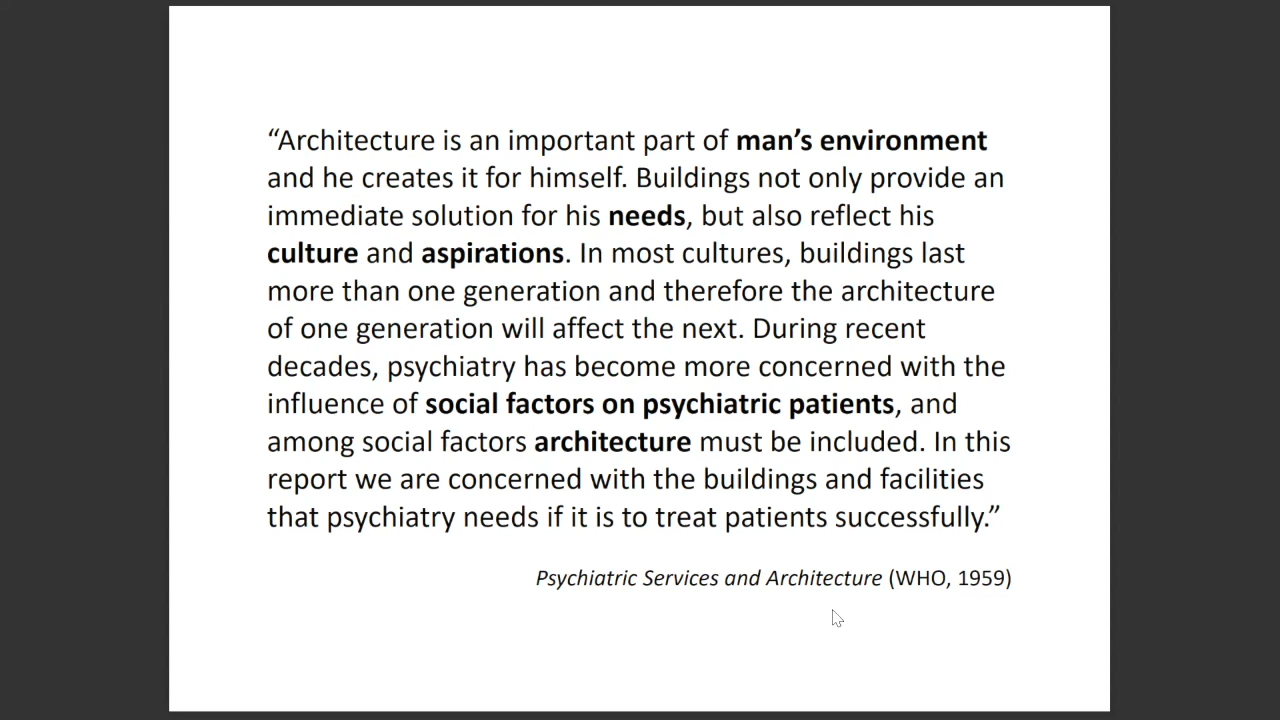 “Architecture is an important part of man’s environment
and he creates it for himself. Buildings not only provide an
immediate solution for his needs, but also reflect his
culture and aspirations. In most cultures, buildings last
more than one generation and therefore the architecture
of one generation will affect the next. During recent
decades, psychiatry has become more concerned with the
influence of social factors on psychiatric patients, and
among social factors architecture must be included. In this
report we are concerned with the buildings and facilities
that psychiatry needs if it is to treat patients successfully.”
Psychiatric Services and Architecture (WHO, 1959)